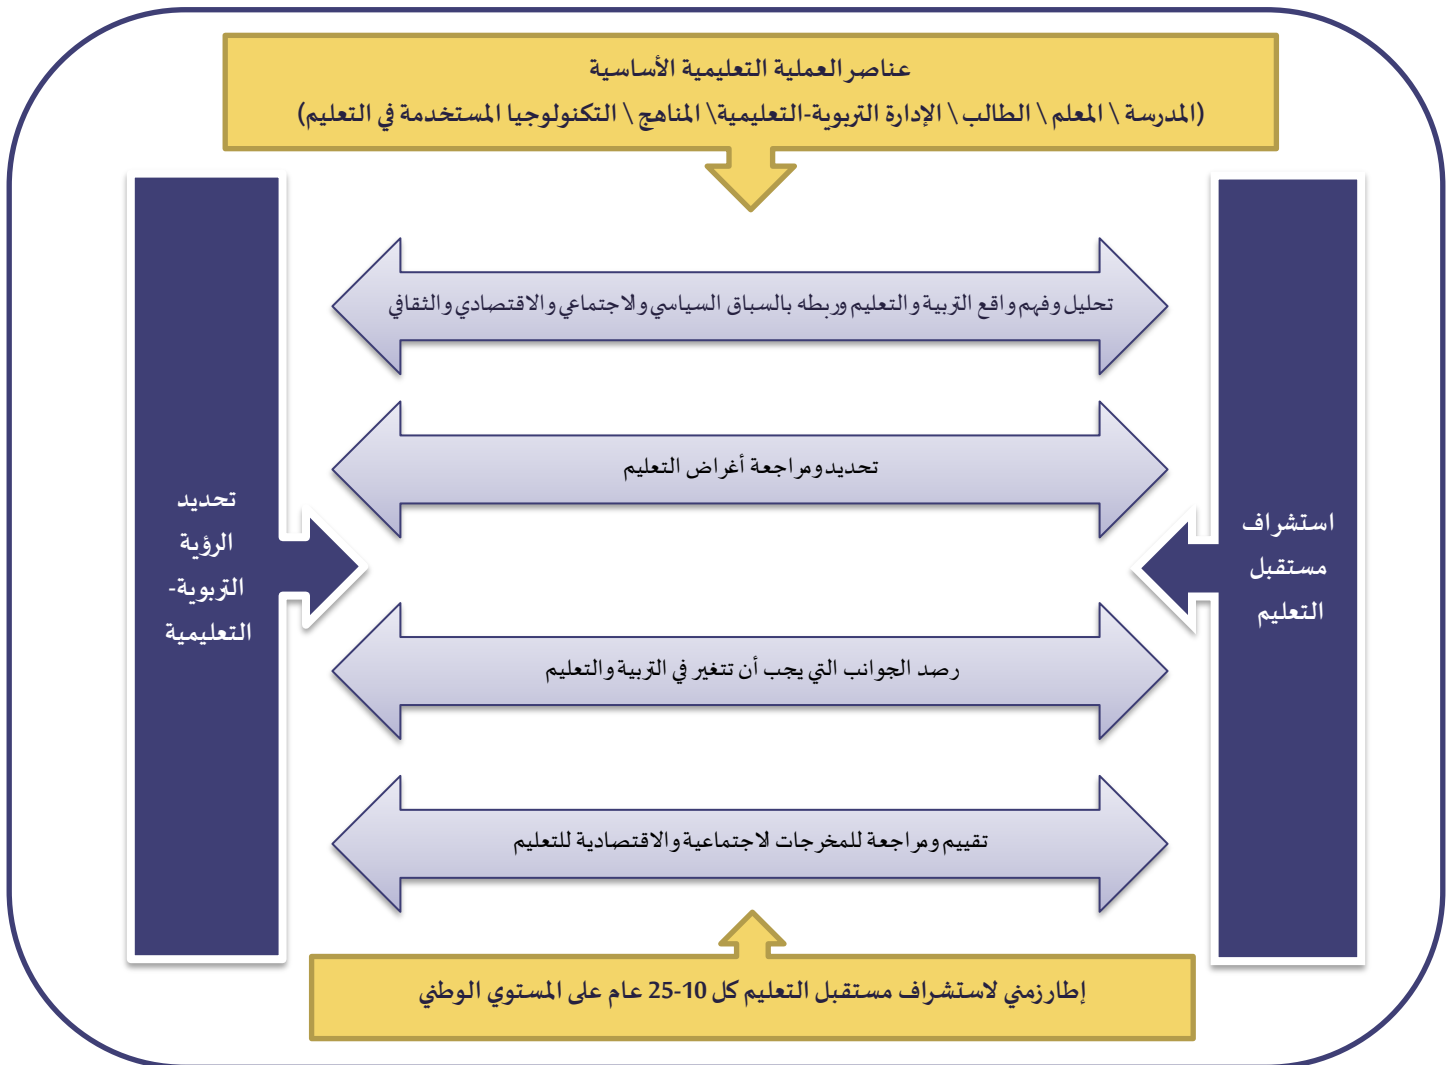 عناصر العملية التعليمية الأساسية
(المدرسة \ المعلم \ الطالب \ الإدارة التربوية-التعليمية\ المناهج \ التكنولوجيا المستخدمة في التعليم)
استشراف
مستقبل
التعليم
تحليل وفهم واقع التربية والتعليم وربطه بالسباق السياسي والاجتماعي والاقتصادي والثقافي
تحديد ومراجعة أغراض التعليم
رصد الجوانب التي يجب أن تتغير في التربية والتعليم
تقييم ومراجعة للمخرجات الاجتماعية والاقتصادية للتعليم
تحديد
الرؤية
التربوية-
التعليمية
إطار زمني لاستشراف مستقبل التعليم كل 10-25 عام على المستوي الوطني